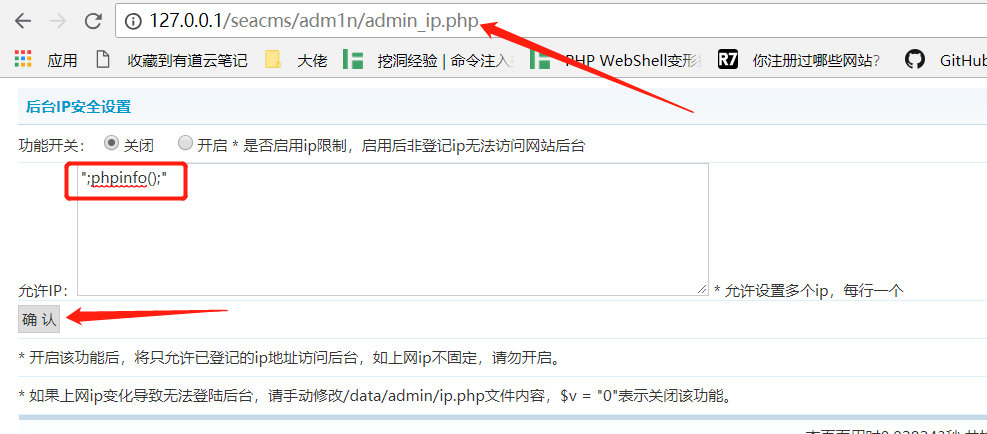 127.0.0.1/seacms/adm1n/admin_ip.php
应用 收藏到有道云笔记 大佬 挖洞经验 | 命令注入 PHP WebShell变形 R7 你注册过哪些网站? GitHub
后台IP安全设置
功能开关: 关闭 开启 * 是否启用ip限制，启用后非登记ip无法访问网站后台
";phpinfo();"
允许IP: * 允许设置多个ip，每行一个
确 认
* 开启该功能后，将只允许已登记的ip地址访问后台，如上网ip不固定，请勿开启。
* 如果上网ip变化导致无法登陆后台，请手动修改/data/admin/ip.php文件内容，$v = "0"表示关闭该功能。